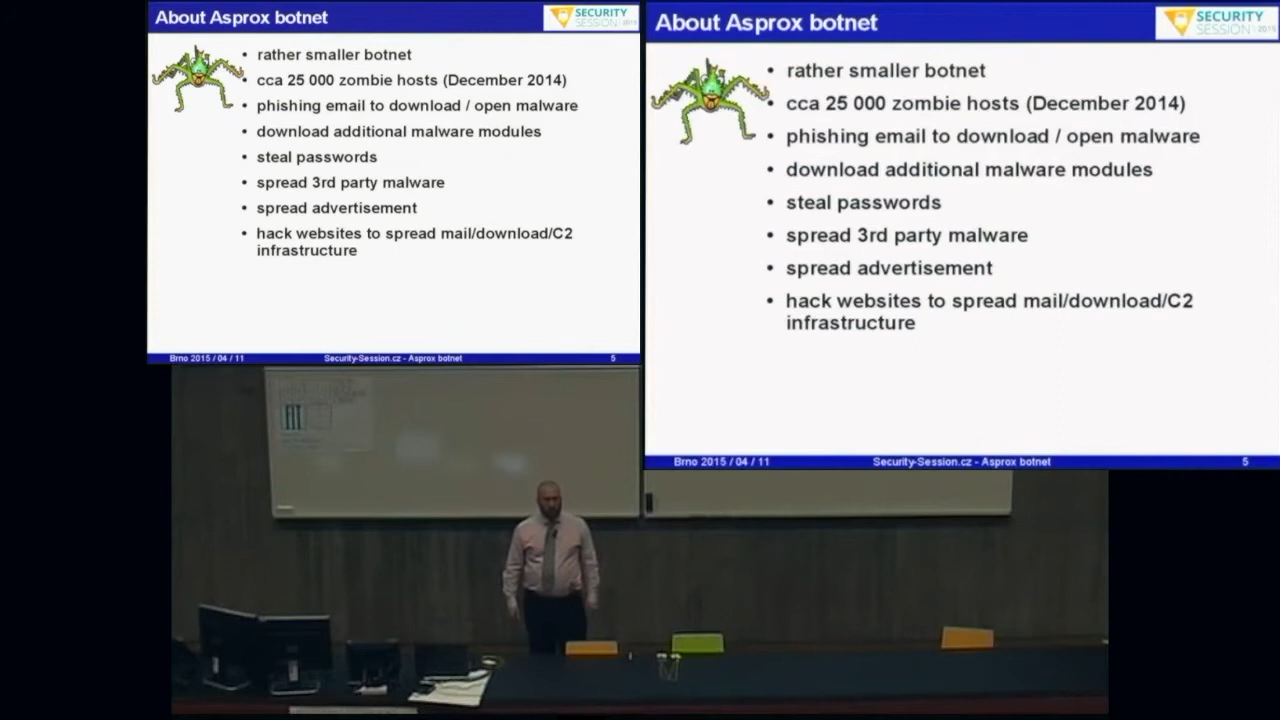 About Asprox botnet
SECURITY
SESSION 2015
• rather smaller botnet
• cca 25 000 zombie hosts (December 2014)
• phishing email to download / open malware
• download additional malware modules
• steal passwords
• spread 3rd party malware
• spread advertisement
• hack websites to spread mail/download/C2
infrastructure
Brno 2015 / 04 / 11 Security-Session.cz - Asprox botnet 5
About Asprox botnet
SECURITY
SESSION 2015
• rather smaller botnet
• cca 25 000 zombie hosts (December 2014)
• phishing email to download / open malware
• download additional malware modules
• steal passwords
• spread 3rd party malware
• spread advertisement
• hack websites to spread mail/download/C2
infrastructure
Brno 2015 / 04 / 11 Security-Session.cz - Asprox botnet 5